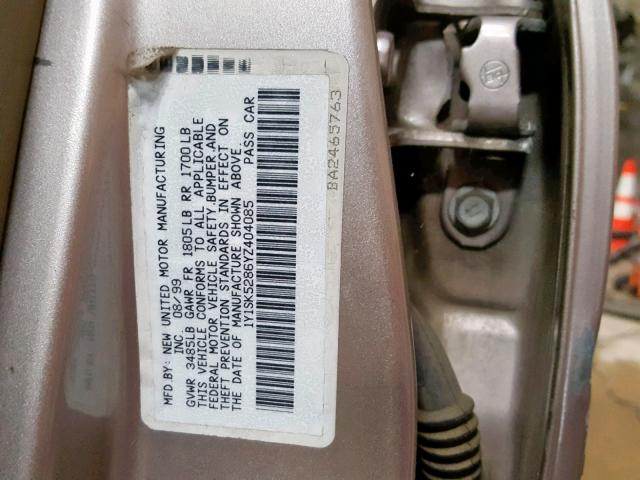 MFD BY: NEW UNITED MOTOR MANUFACTURING
INC. 08/99
GVWR 3485LB GAWR FR 1805LB RR 1700LB
THIS VEHICLE CONFORMS TO ALL APPLICABLE
FEDERAL MOTOR VEHICLE SAFETY BUMPER,AND
THEFT PREVENTION STANDARDS IN EFFECT ON
THE DATE OF MANUFACTURE SHOWN ABOVE.
1Y1SK5286YZ404085 PASS CAR
BA2465763